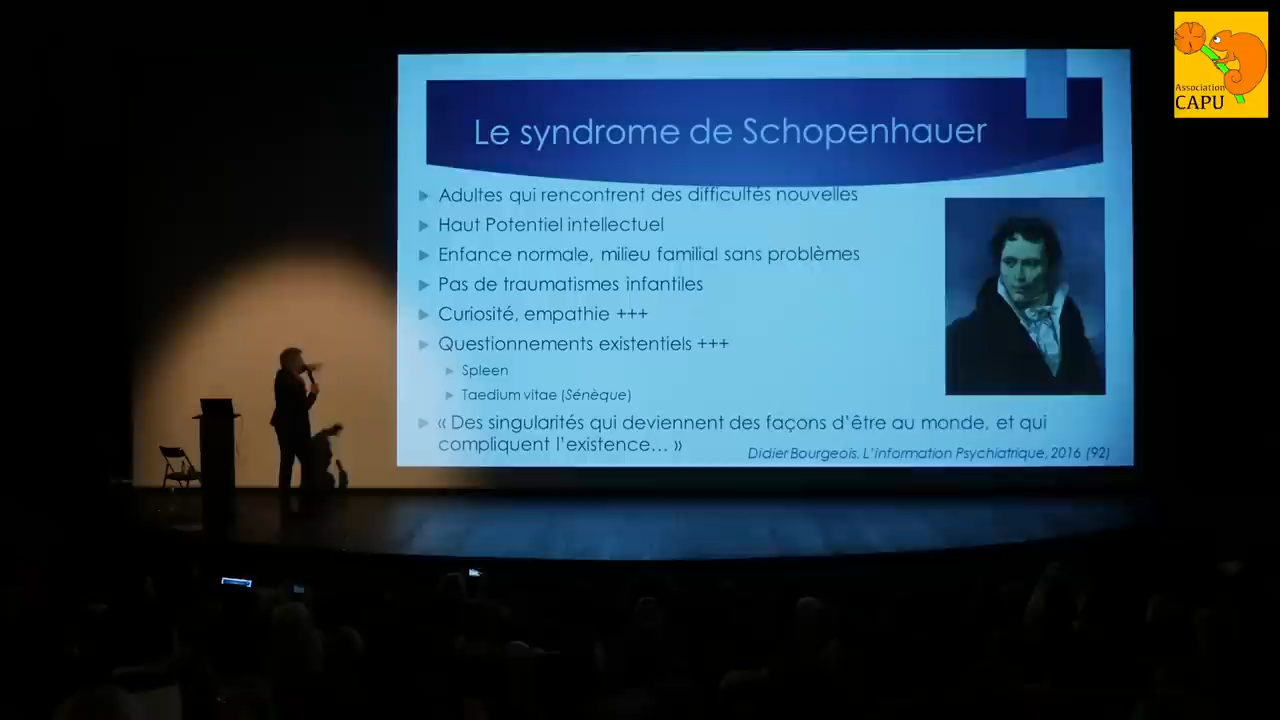 Association
CAPU
Le syndrome de Schopenhauer
Adultes qui rencontrent des difficultés nouvelles
Haut Potentiel intellectuel
Enfance normale, milieu familial sans problèmes
Pas de traumatismes infantiles
Curiosité, empathie +++
Questionnements existentiels +++
Spleen
Taedium vitae (Sénèque)
« Des singularités qui deviennent des façons d'être au monde, et qui
compliquent l'existence... »
Didier Bourgeois, L'information Psychiatrique, 2016 (92)